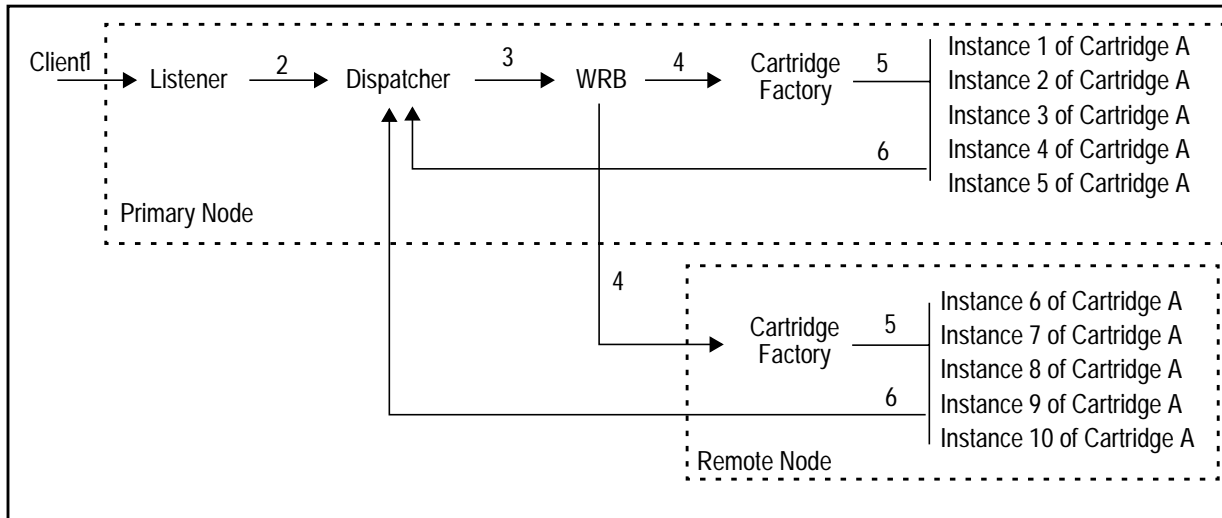 Client1
Listener
2
Dispatcher
3
WRB
4
Cartridge
Factory
5
Instance 1 of Cartridge A
Instance 2 of Cartridge A
Instance 3 of Cartridge A
Instance 4 of Cartridge A
Instance 5 of Cartridge A
6
Primary Node
4
Cartridge
Factory
5
Instance 6 of Cartridge A
Instance 7 of Cartridge A
Instance 8 of Cartridge A
Instance 9 of Cartridge A
Instance 10 of Cartridge A
6
Remote Node